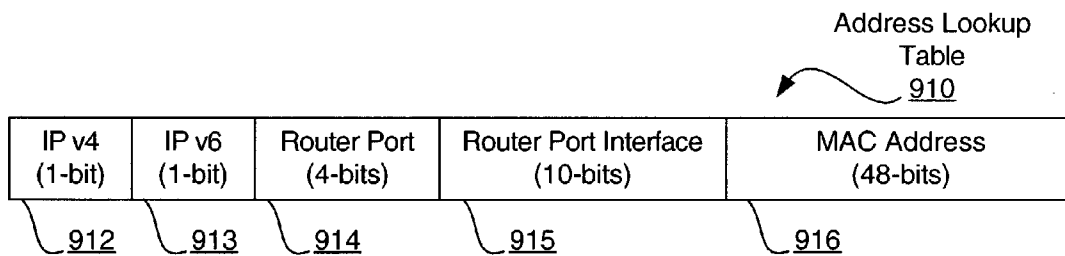 Address Lookup
Table
910
IP v4
(1-bit)
IP v6
(1-bit)
Router Port
(4-bits)
Router Port Interface
(10-bits)
MAC Address
(48-bits)
912
913
914
915
916